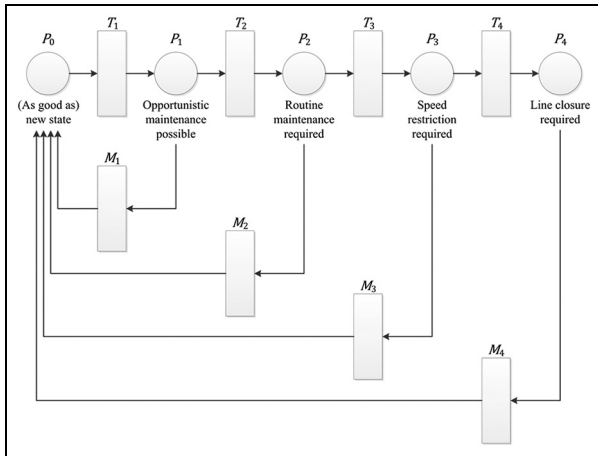 P₀ T₁ P₁ T₂ P₂ T₃ P₃ T₄ P₄
(As good as)
new state
Opportunistic
maintenance
possible
Routine
maintenance
required
Speed
restriction
required
Line closure
required
M₁
M₂
M₃
M₄